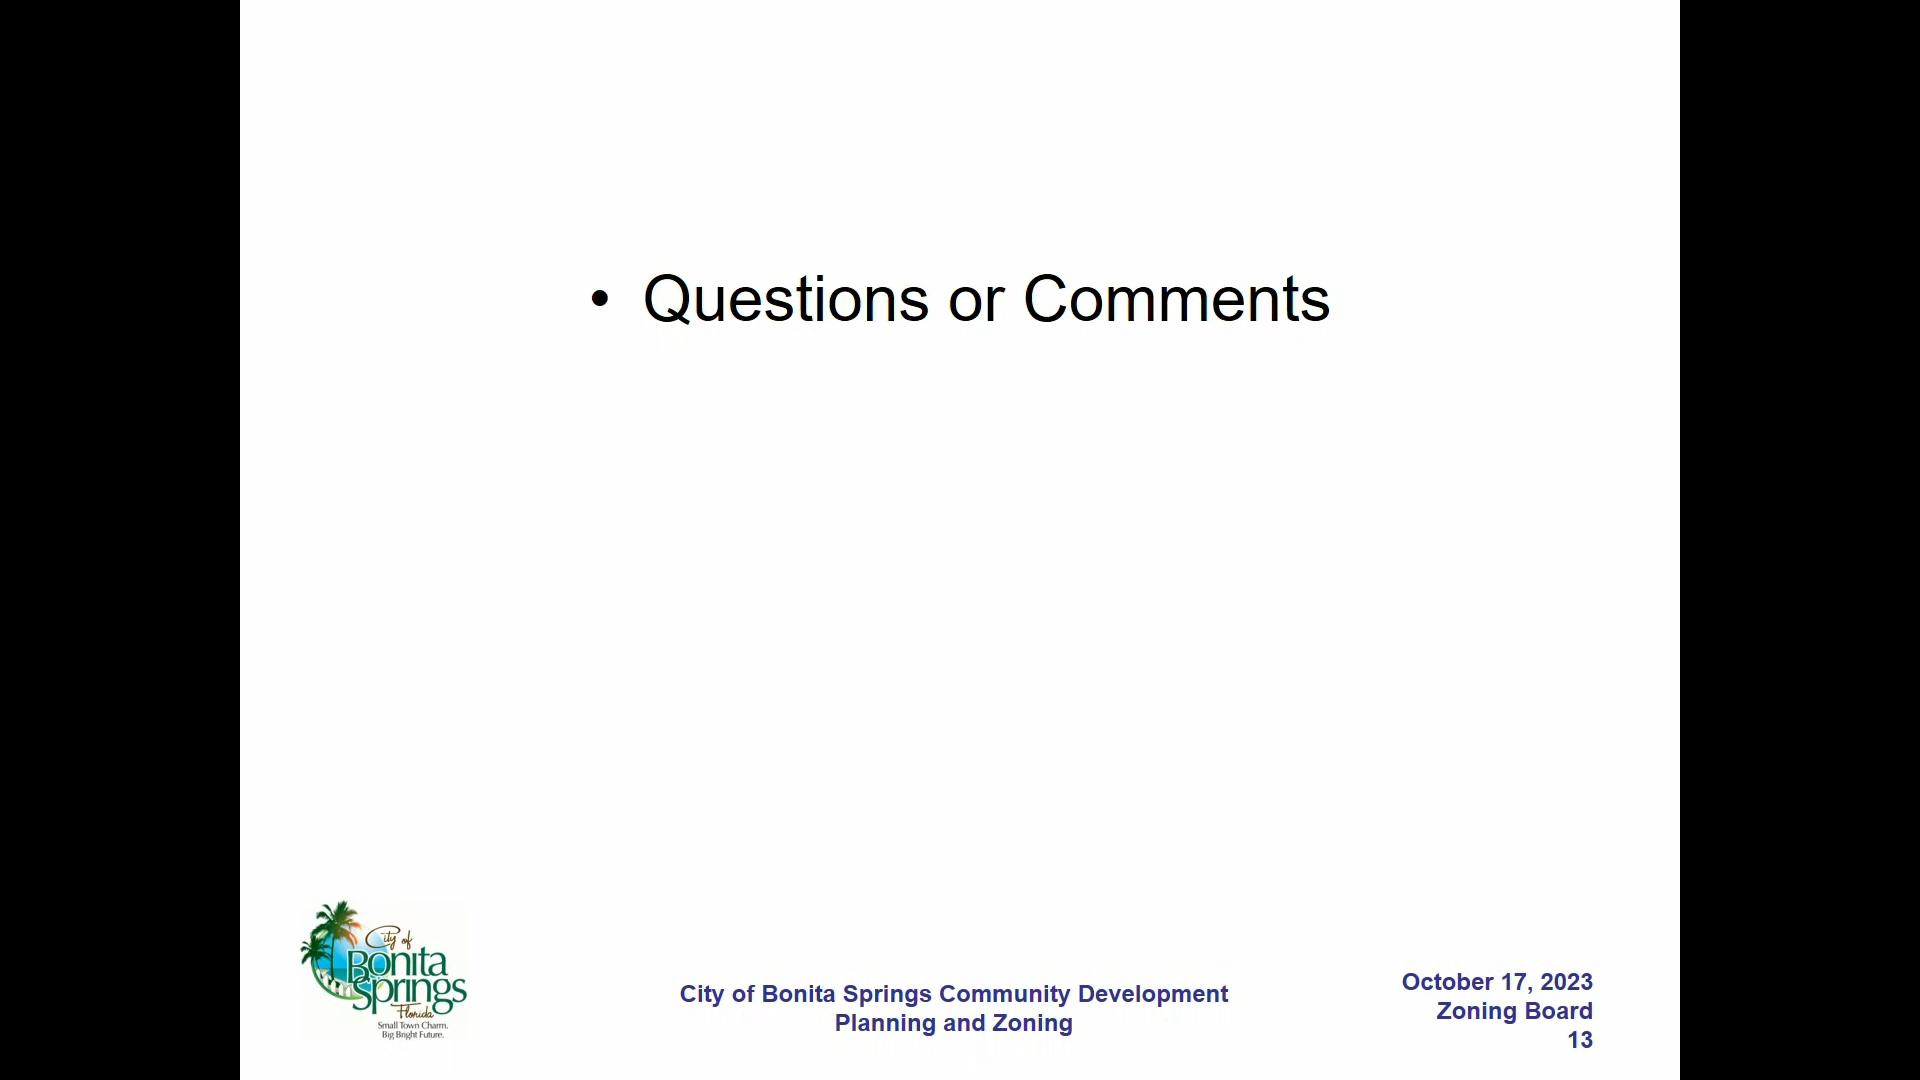 • Questions or Comments
City of
Bonita
Springs
Florida
Small Town Charm.
Big Bright Future.
City of Bonita Springs Community Development
Planning and Zoning
October 17, 2023
Zoning Board
13